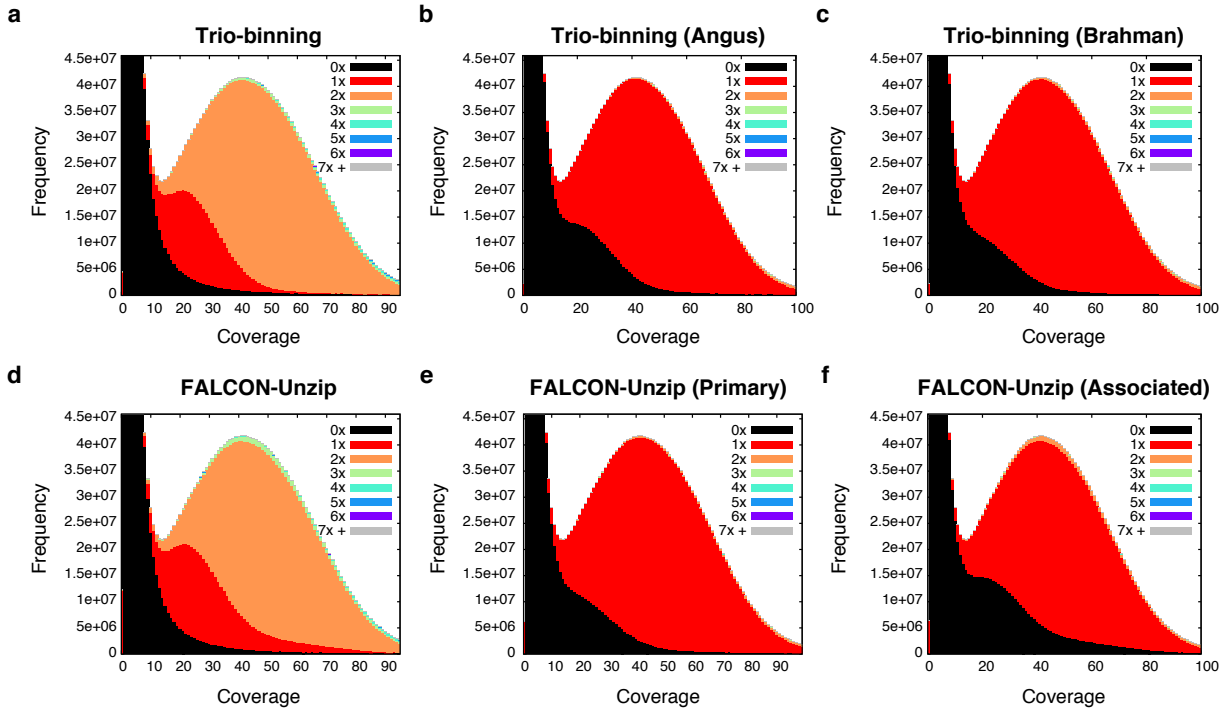 a
Trio-binning
4.5e+07
4e+07
3.5e+07
3e+07
2.5e+07
2e+07
1.5e+07
1e+07
5e+06
0
Frequency
0x
1x
2x
3x
4x
5x
6x
7x +
0 10 20 30 40 50 60 70 80 90
Coverage
b
Trio-binning (Angus)
4.5e+07
4e+07
3.5e+07
3e+07
2.5e+07
2e+07
1.5e+07
1e+07
5e+06
0
Frequency
0x
1x
2x
3x
4x
5x
6x
7x +
0 20 40 60 80 100
Coverage
c
Trio-binning (Brahman)
4.5e+07
4e+07
3.5e+07
3e+07
2.5e+07
2e+07
1.5e+07
1e+07
5e+06
0
Frequency
0x
1x
2x
3x
4x
5x
6x
7x +
0 20 40 60 80 100
Coverage
d
FALCON-Unzip
4.5e+07
4e+07
3.5e+07
3e+07
2.5e+07
2e+07
1.5e+07
1e+07
5e+06
0
Frequency
0x
1x
2x
3x
4x
5x
6x
7x +
0 10 20 30 40 50 60 70 80 90
Coverage
e
FALCON-Unzip (Primary)
4.5e+07
4e+07
3.5e+07
3e+07
2.5e+07
2e+07
1.5e+07
1e+07
5e+06
0
Frequency
0x
1x
2x
3x
4x
5x
6x
7x +
0 10 20 30 40 50 60 70 80 90
Coverage
f
FALCON-Unzip (Associated)
4.5e+07
4e+07
3.5e+07
3e+07
2.5e+07
2e+07
1.5e+07
1e+07
5e+06
0
Frequency
0x
1x
2x
3x
4x
5x
6x
7x +
0 20 40 60 80 100
Coverage